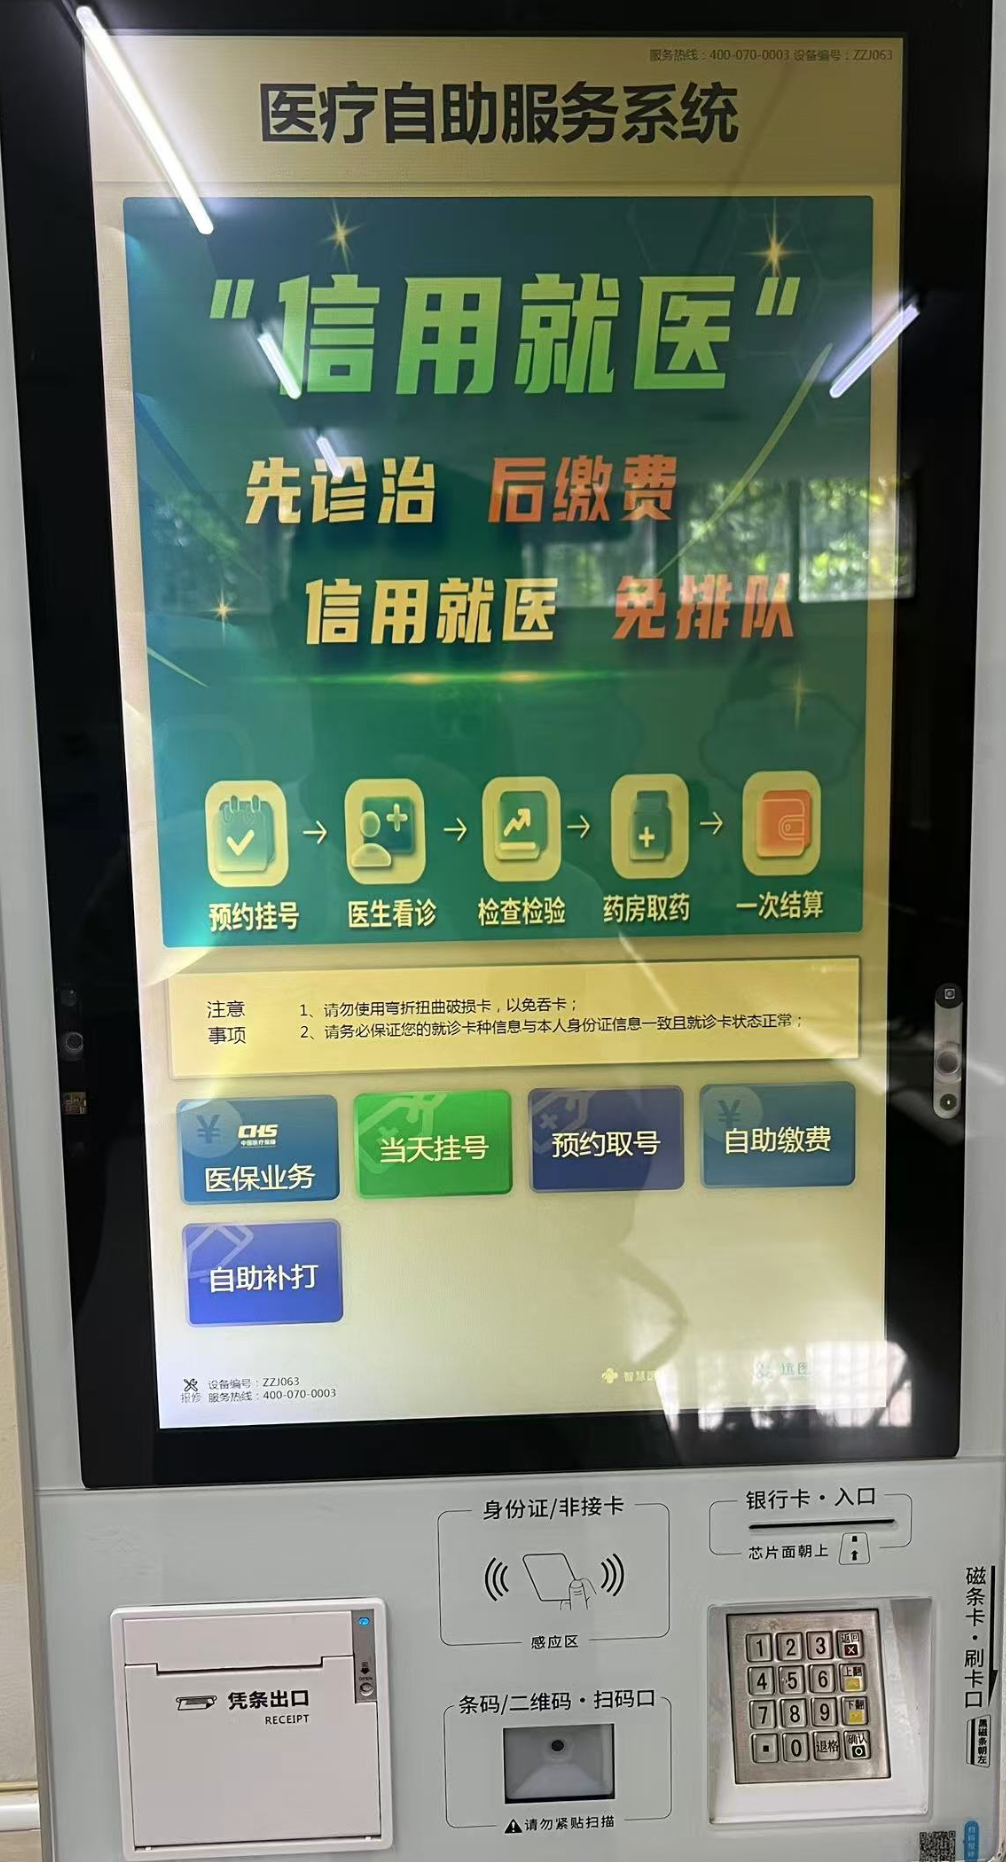 服务热线：400-070-0003 设备编号：ZZJ063
医疗自助服务系统
"信用就医"
先诊治 后缴费
信用就医 免排队
预约挂号 → 医生看诊 → 检查检验 → 药房取药 → 一次结算
注意事项
1、请勿使用弯折扭曲破损卡，以免吞卡；
2、请务必保证您的就诊卡种信息与本人身份证信息一致且就诊卡状态正常；
CHS
中国医疗保障
医保业务
当天挂号
预约取号
自助缴费
自助补打
报修
设备编号：ZZJ063
服务热线：400-070-0003
智慧
身份证/非接卡
感应区
银行卡·入口
芯片面朝上
磁条卡·刷卡口
黑磁条朝左
凭条出口
RECEIPT
条码/二维码·扫码口
请勿紧贴扫描
1 2 3 返回
4 5 6 上翻
7 8 9 下翻
. 0 退格 确认